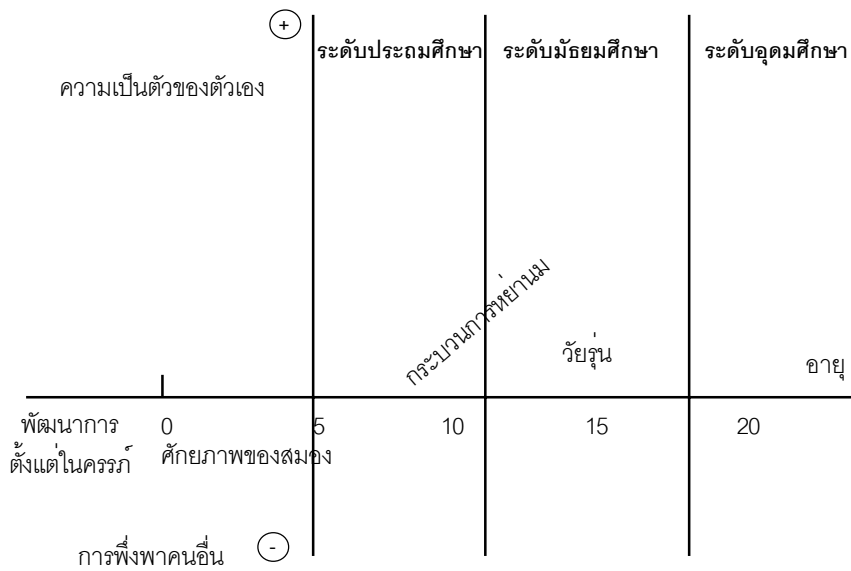 +
ระดับประถมศึกษา ระดับมัธยมศึกษา ระดับอุดมศึกษา
ความเป็นตัวของตัวเอง
กระบวนการหย่านม
วัยรุ่น
อายุ
พัฒนาการ 0 5 10 15 20
ตั้งแต่ในครรภ์ ศักยภาพของสมอง
การพึ่งพาคนอื่น -